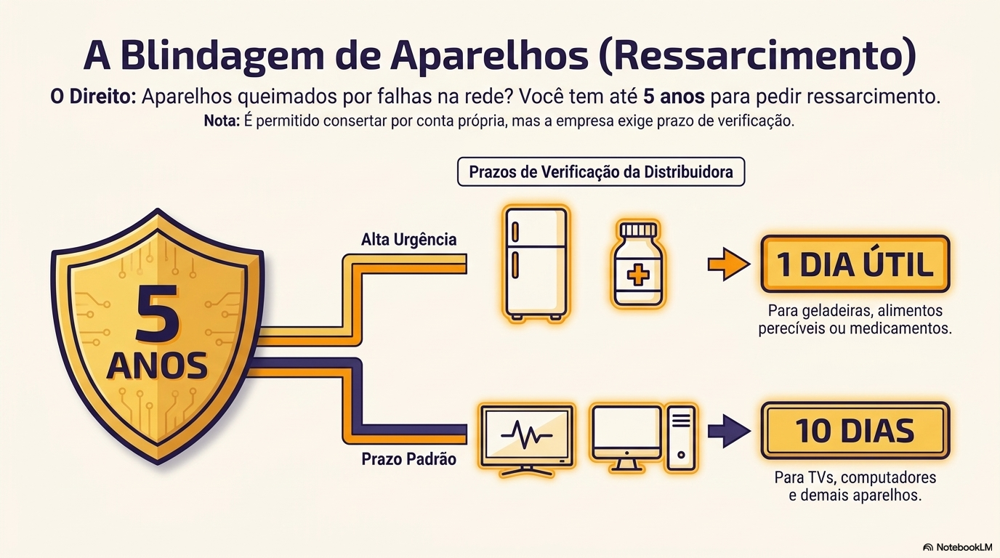 A Blindagem de Aparelhos (Ressarcimento)
O Direito: Aparelhos queimados por falhas na rede? Você tem até 5 anos para pedir ressarcimento.
Nota: É permitido consertar por conta própria, mas a empresa exige prazo de verificação.
Prazos de Verificação da Distribuidora
5
ANOS
Alta Urgência
1 DIA ÚTIL
Para geladeiras, alimentos
perecíveis ou medicamentos.
Prazo Padrão
10 DIAS
Para TVs, computadores
e demais aparelhos.
NotebookLM